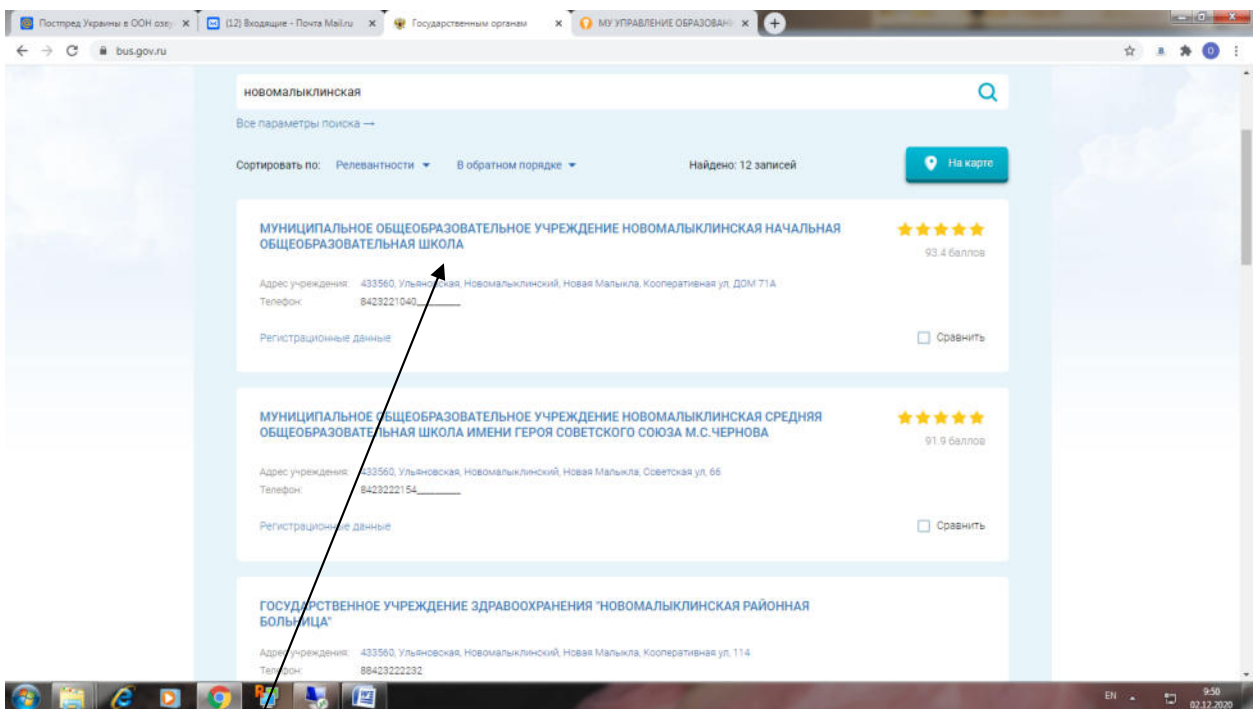 Постпред Украины в ООН озву
(12) Входящие - Почта Mail.ru
Государственным органам
МУ УПРАВЛЕНИЕ ОБРАЗОВАН
bus.gov.ru
новомалыклинская
Все параметры поиска →
Сортировать по: Релевантности В обратном порядке Найдено: 12 записей На карте
МУНИЦИПАЛЬНОЕ ОБЩЕОБРАЗОВАТЕЛЬНОЕ УЧРЕЖДЕНИЕ НОВОМАЛЫКЛИНСКАЯ НАЧАЛЬНАЯ
ОБЩЕОБРАЗОВАТЕЛЬНАЯ ШКОЛА
93.4 баллов
Адрес учреждения: 433560, Ульяновская, Новомалыклинский, Новая Малыкла, Кооперативная ул, ДОМ 71А
Телефон: 8423221040________
Регистрационные данные Сравнить
МУНИЦИПАЛЬНОЕ ОБЩЕОБРАЗОВАТЕЛЬНОЕ УЧРЕЖДЕНИЕ НОВОМАЛЫКЛИНСКАЯ СРЕДНЯЯ
ОБЩЕОБРАЗОВАТЕЛЬНАЯ ШКОЛА ИМЕНИ ГЕРОЯ СОВЕТСКОГО СОЮЗА М.С.ЧЕРНОВА
91.9 баллов
Адрес учреждения: 433560, Ульяновская, Новомалыклинский, Новая Малыкла, Советская ул, 66
Телефон: 8423222154________
Регистрационные данные Сравнить
ГОСУДАРСТВЕННОЕ УЧРЕЖДЕНИЕ ЗДРАВООХРАНЕНИЯ "НОВОМАЛЫКЛИНСКАЯ РАЙОННАЯ
БОЛЬНИЦА"
Адрес учреждения: 433560, Ульяновская, Новомалыклинский, Новая Малыкла, Кооперативная ул, 114
Телефон: 88423222232
EN 9:50
02.12.2020